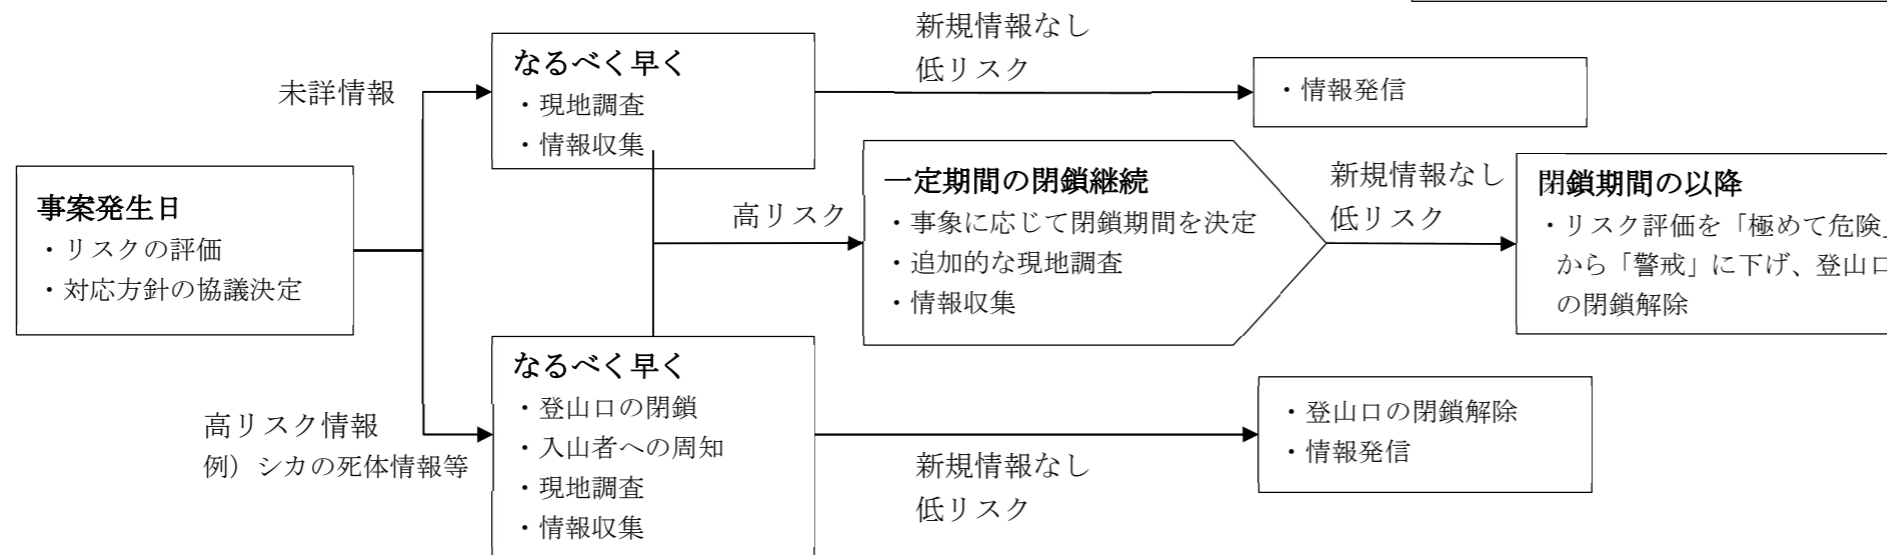 新規情報なし
低リスク
未詳情報
なるべく早く
・現地調査
・情報収集
・情報発信
事案発生日
・リスクの評価
・対応方針の協議決定
高リスク
一定期間の閉鎖継続
・事象に応じて閉鎖期間を決定
・追加的な現地調査
・情報収集
新規情報なし
低リスク
閉鎖期間の以降
・リスク評価を「極めて危険」
から「警戒」に下げ、登山口
の閉鎖解除
高リスク情報
例）シカの死体情報等
なるべく早く
・登山口の閉鎖
・入山者への周知
・現地調査
・情報収集
新規情報なし
低リスク
・登山口の閉鎖解除
・情報発信